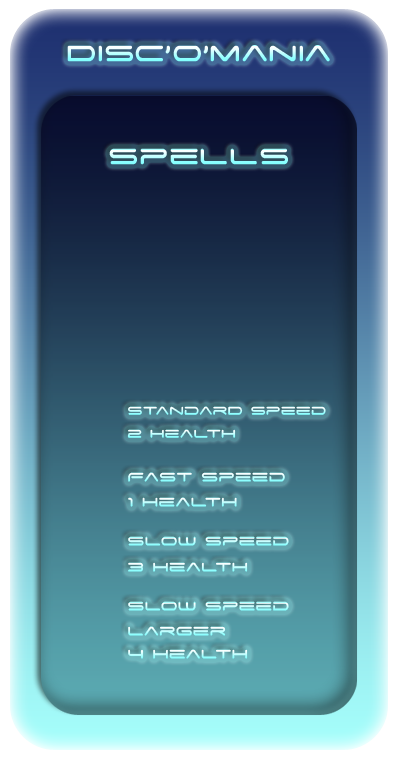 DISC'O'MANIA
SPELLS
STANDARD SPEED
2 HEALTH
FAST SPEED
1 HEALTH
SLOW SPEED
3 HEALTH
SLOW SPEED
LARGER
4 HEALTH